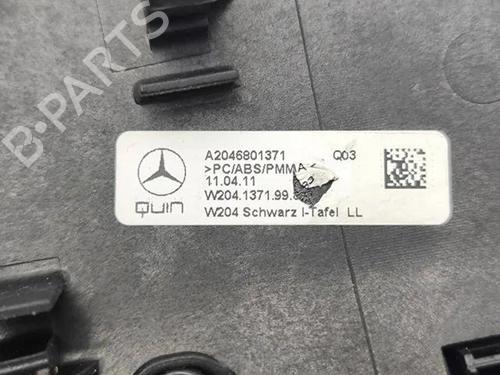 B-PARTS
A2046801371 Q03
>PC/ABS/PMMA
11.04.11
W204.1371.99.
QUIN
W204 Schwarz I-Tafel LL